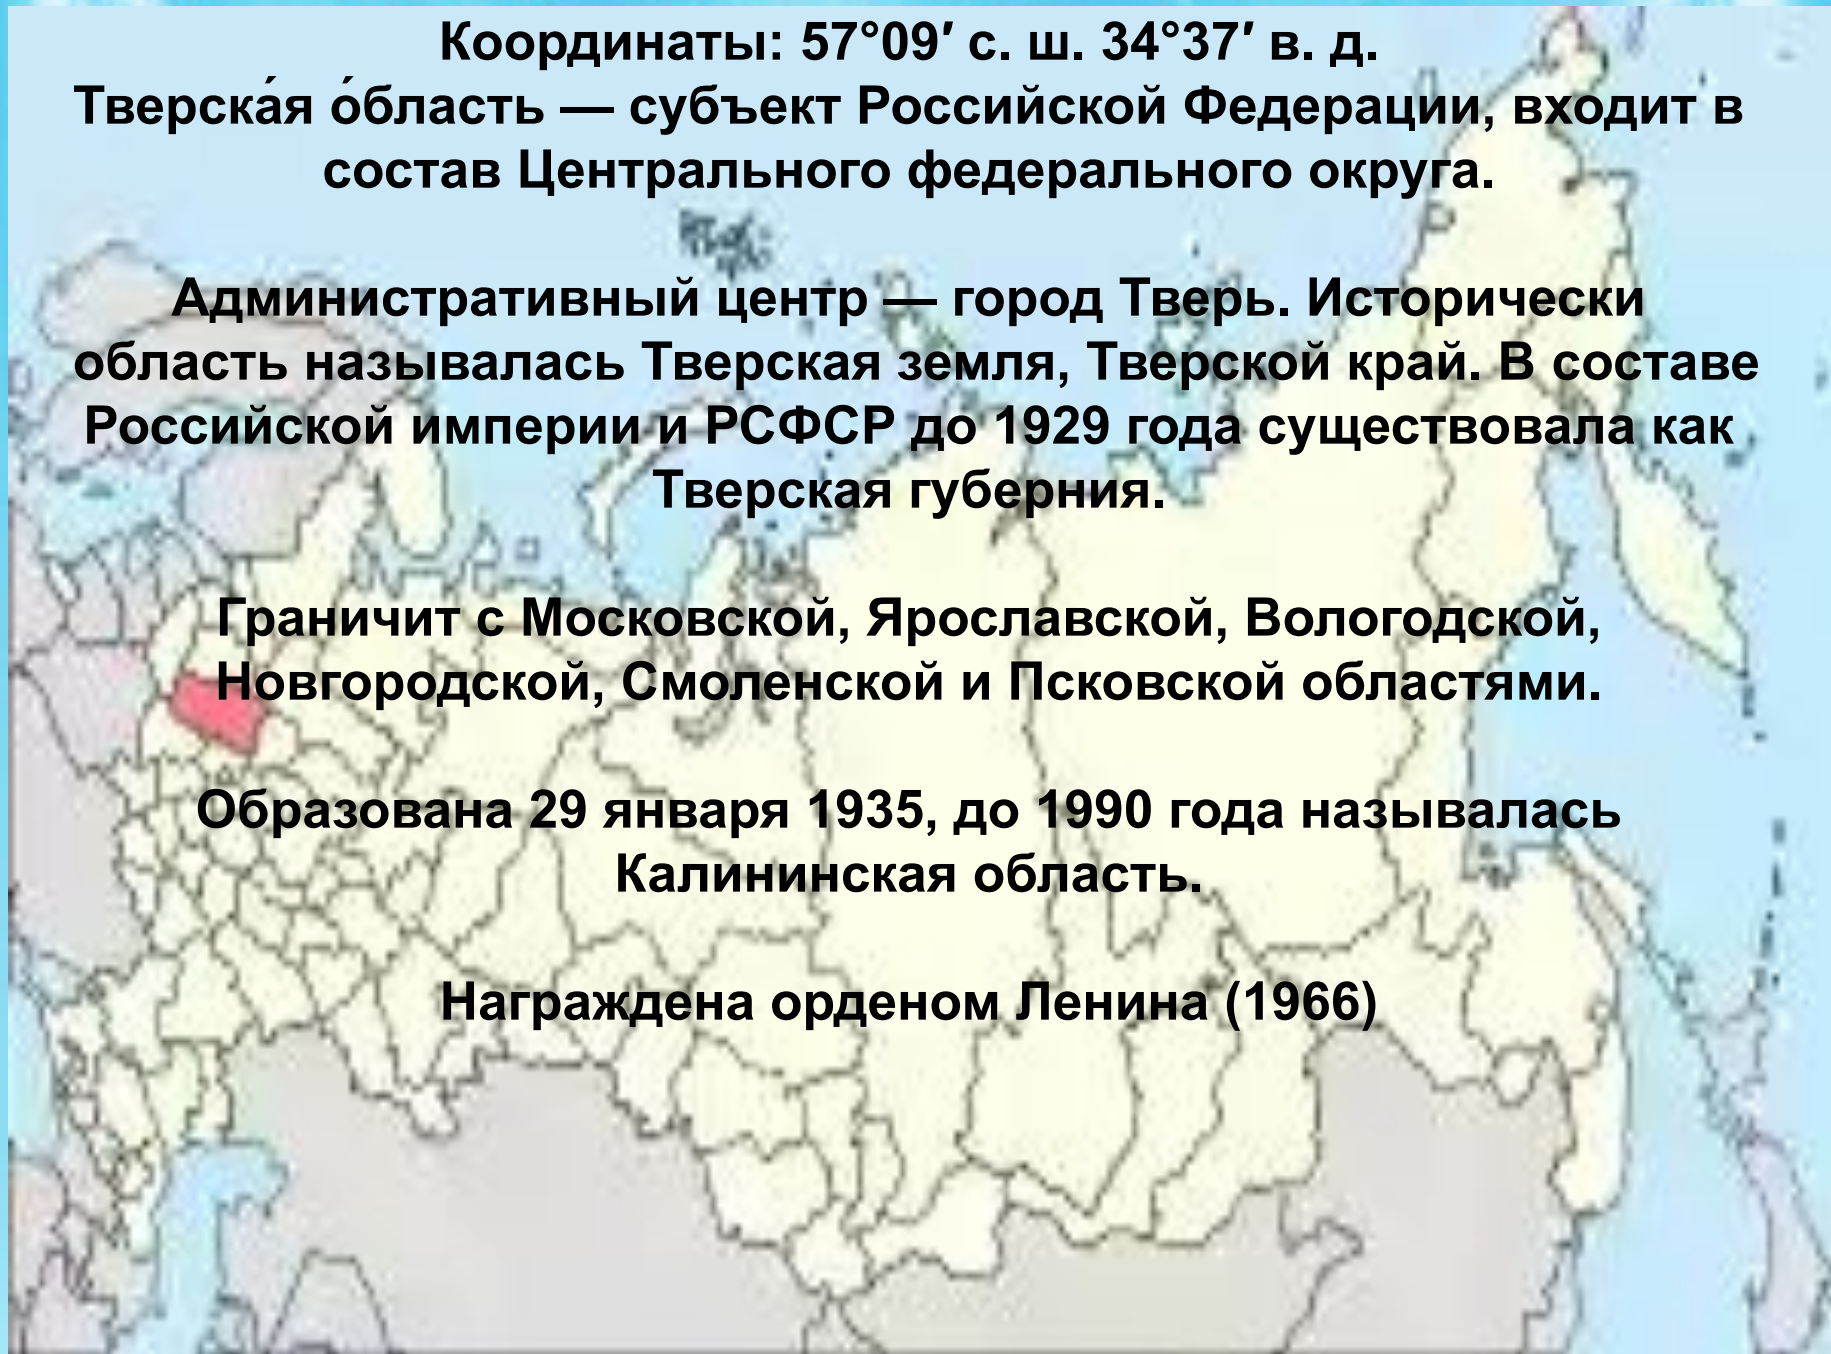 Координаты: 57°09′ с. ш. 34°37′ в. д.
Тверска́я о́бласть — субъект Российской Федерации, входит в
состав Центрального федерального округа.
Административный центр — город Тверь. Исторически
область называлась Тверская земля, Тверской край. В составе
Российской империи и РСФСР до 1929 года существовала как
Тверская губерния.
Граничит с Московской, Ярославской, Вологодской,
Новгородской, Смоленской и Псковской областями.
Образована 29 января 1935, до 1990 года называлась
Калининская область.
Награждена орденом Ленина (1966)